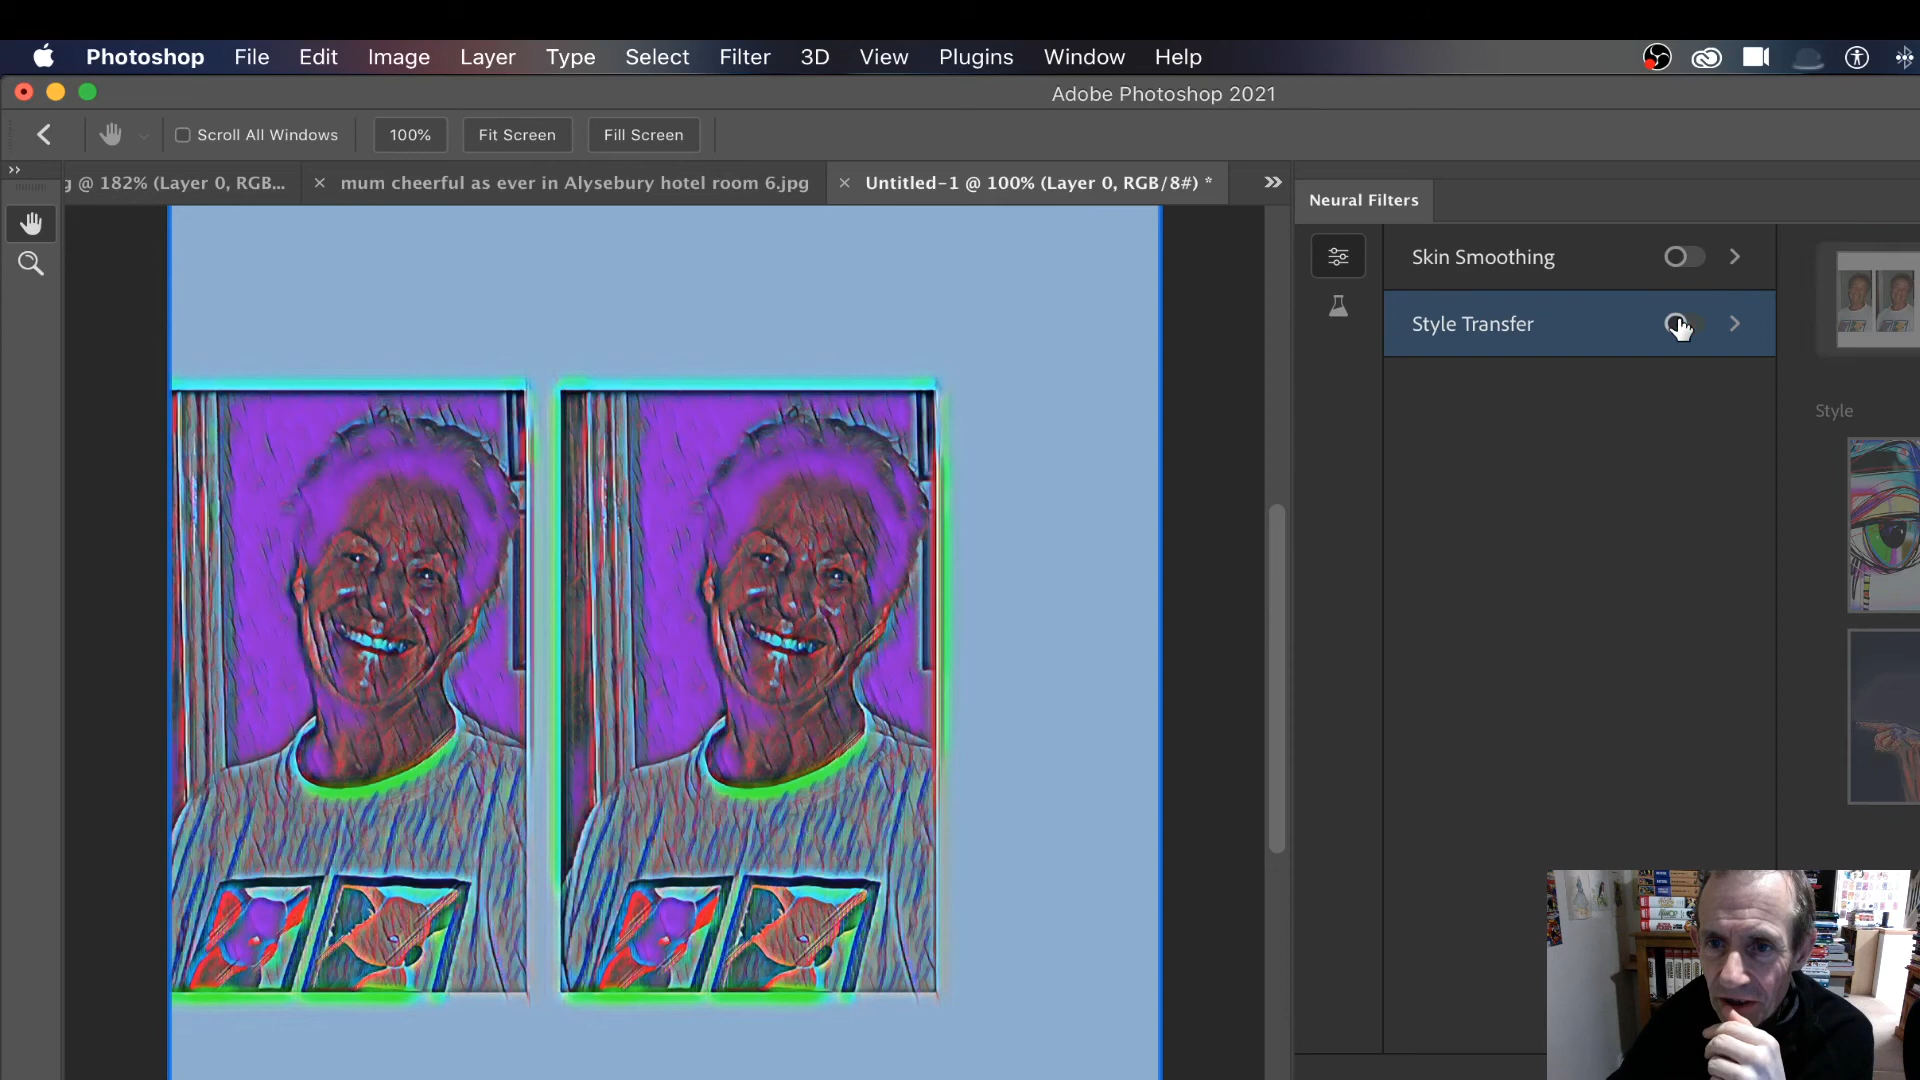 Photoshop File Edit Image Layer Type Select Filter 3D View Plugins Window Help
Adobe Photoshop 2021
Scroll All Windows 100% Fit Screen Fill Screen
g @ 182% (Layer 0, RGB... × mum cheerful as ever in Alysebury hotel room 6.jpg × Untitled-1 @ 100% (Layer 0, RGB/8#) *
Neural Filters
Skin Smoothing
Style Transfer
Style